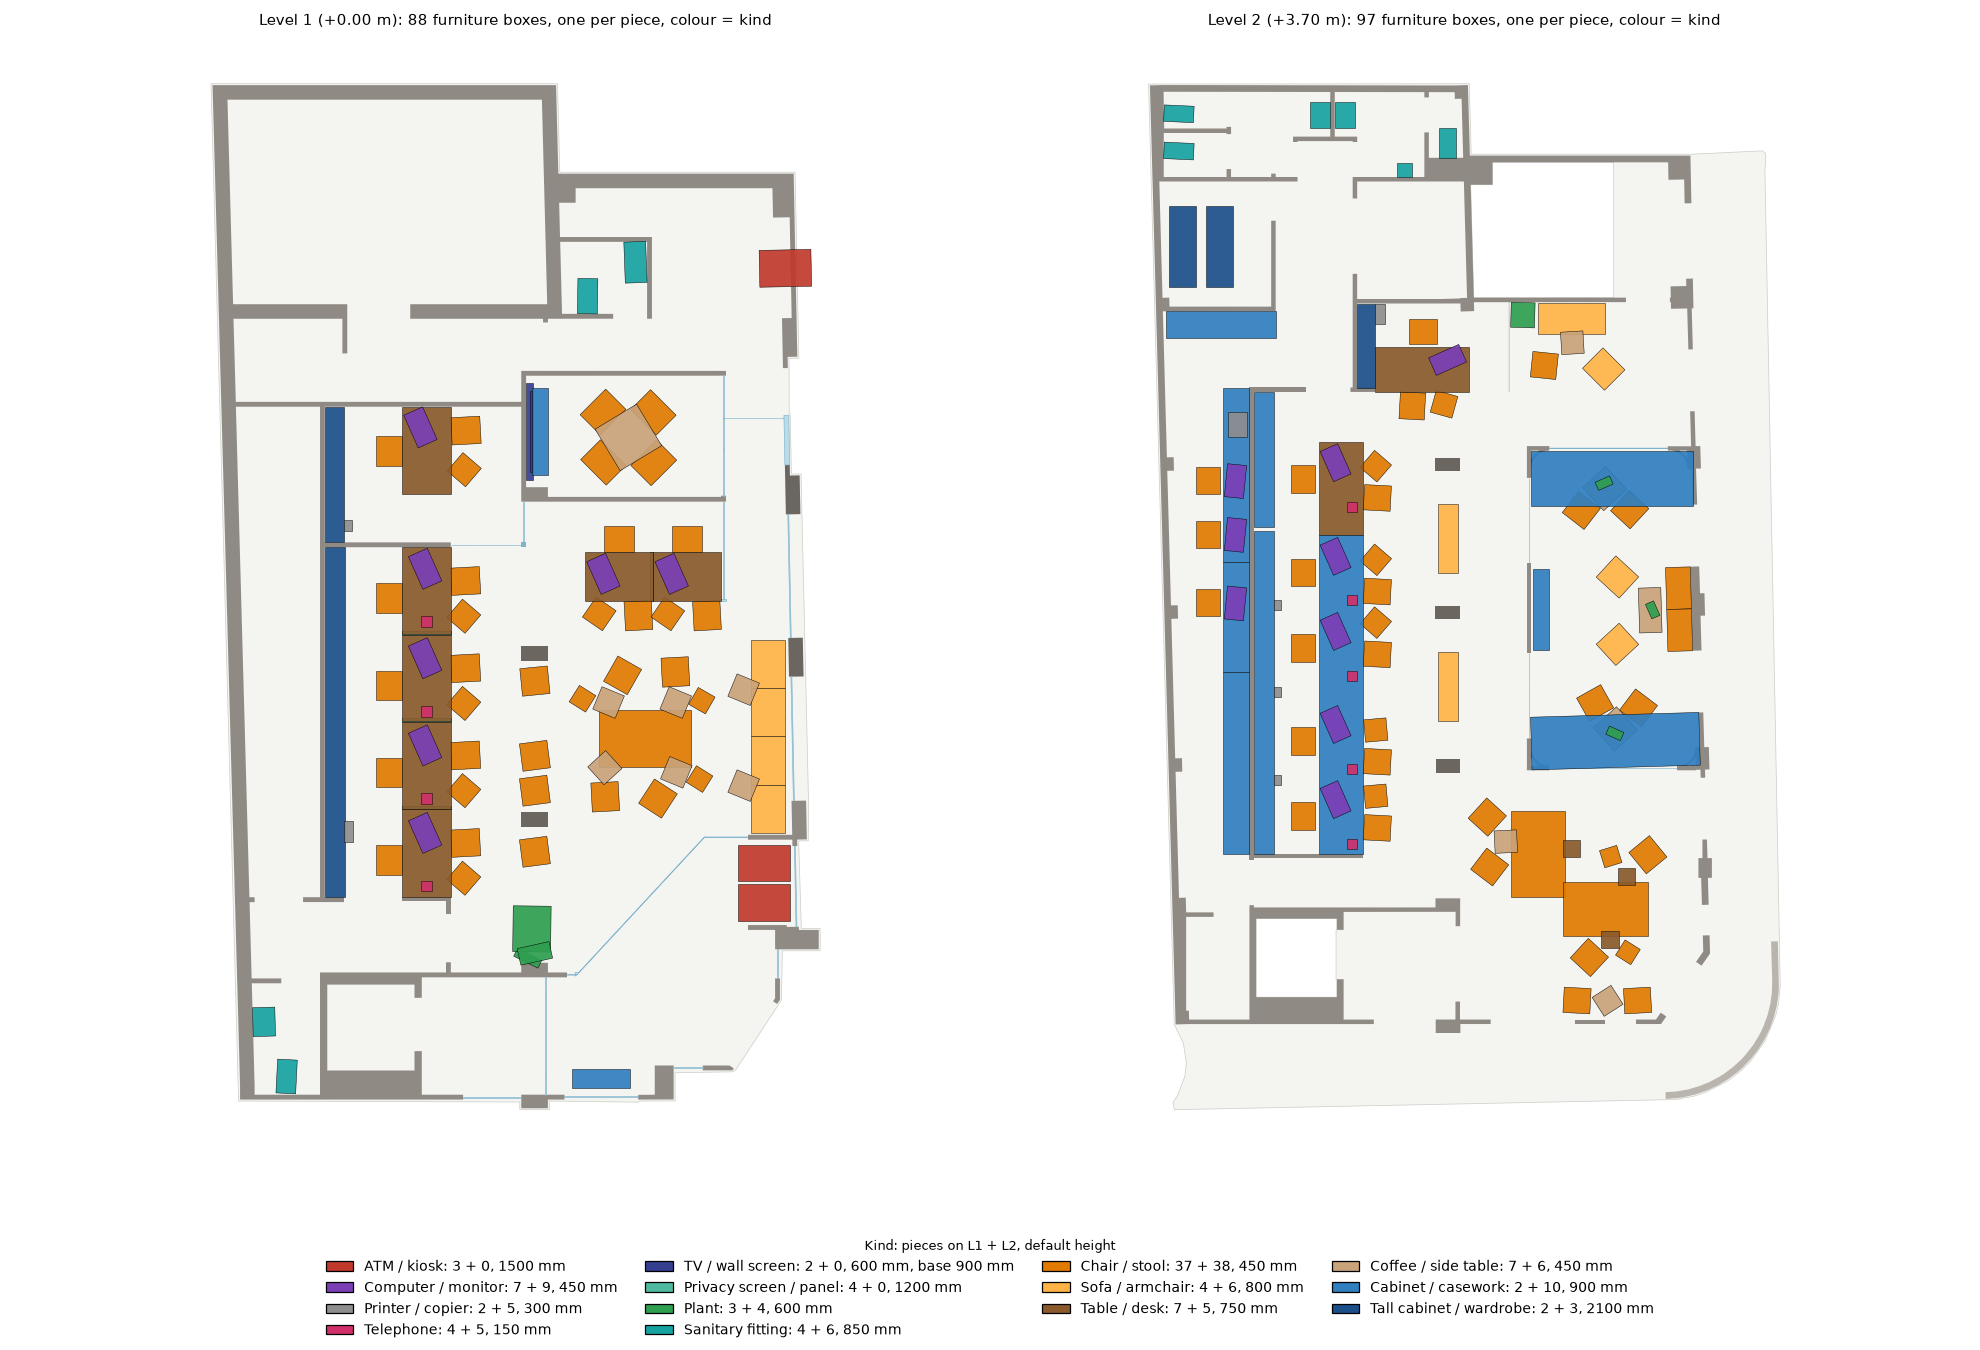 Level 1 (+0.00 m): 88 furniture boxes, one per piece, colour = kind
Level 2 (+3.70 m): 97 furniture boxes, one per piece, colour = kind
Kind: pieces on L1 + L2, default height
ATM / kiosk: 3 + 0, 1500 mm
Computer / monitor: 7 + 9, 450 mm
Printer / copier: 2 + 5, 300 mm
Telephone: 4 + 5, 150 mm
TV / wall screen: 2 + 0, 600 mm, base 900 mm
Privacy screen / panel: 4 + 0, 1200 mm
Plant: 3 + 4, 600 mm
Sanitary fitting: 4 + 6, 850 mm
Chair / stool: 37 + 38, 450 mm
Sofa / armchair: 4 + 6, 800 mm
Table / desk: 7 + 5, 750 mm
Coffee / side table: 7 + 6, 450 mm
Cabinet / casework: 2 + 10, 900 mm
Tall cabinet / wardrobe: 2 + 3, 2100 mm